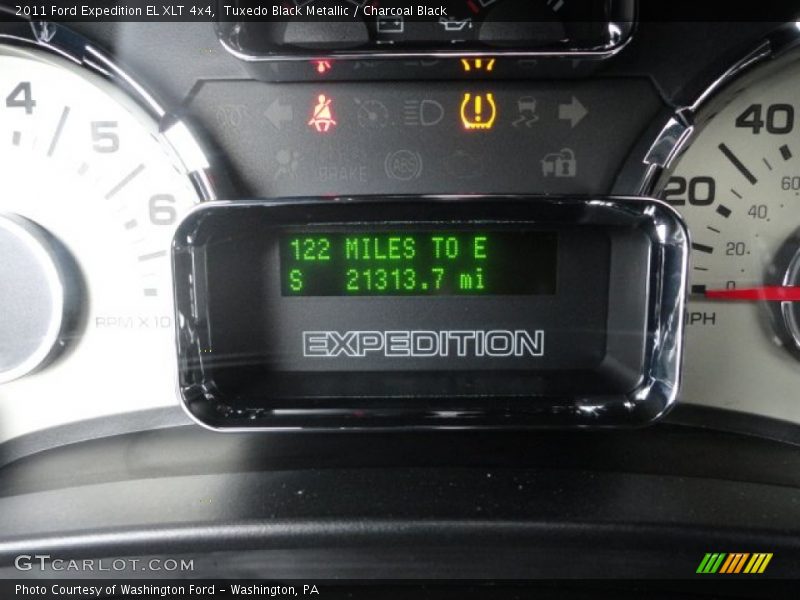 2011 Ford Expedition EL XLT 4x4,  Tuxedo Black Metallic / Charcoal Black
4
5
6
RPM X 10
BRAKE
ABS
40
60
20
40
20
0
MPH
122 MILES TO E
S 21313.7 mi
EXPEDITION
GTCARLOT.COM
Photo Courtesy of Washington Ford - Washington, PA